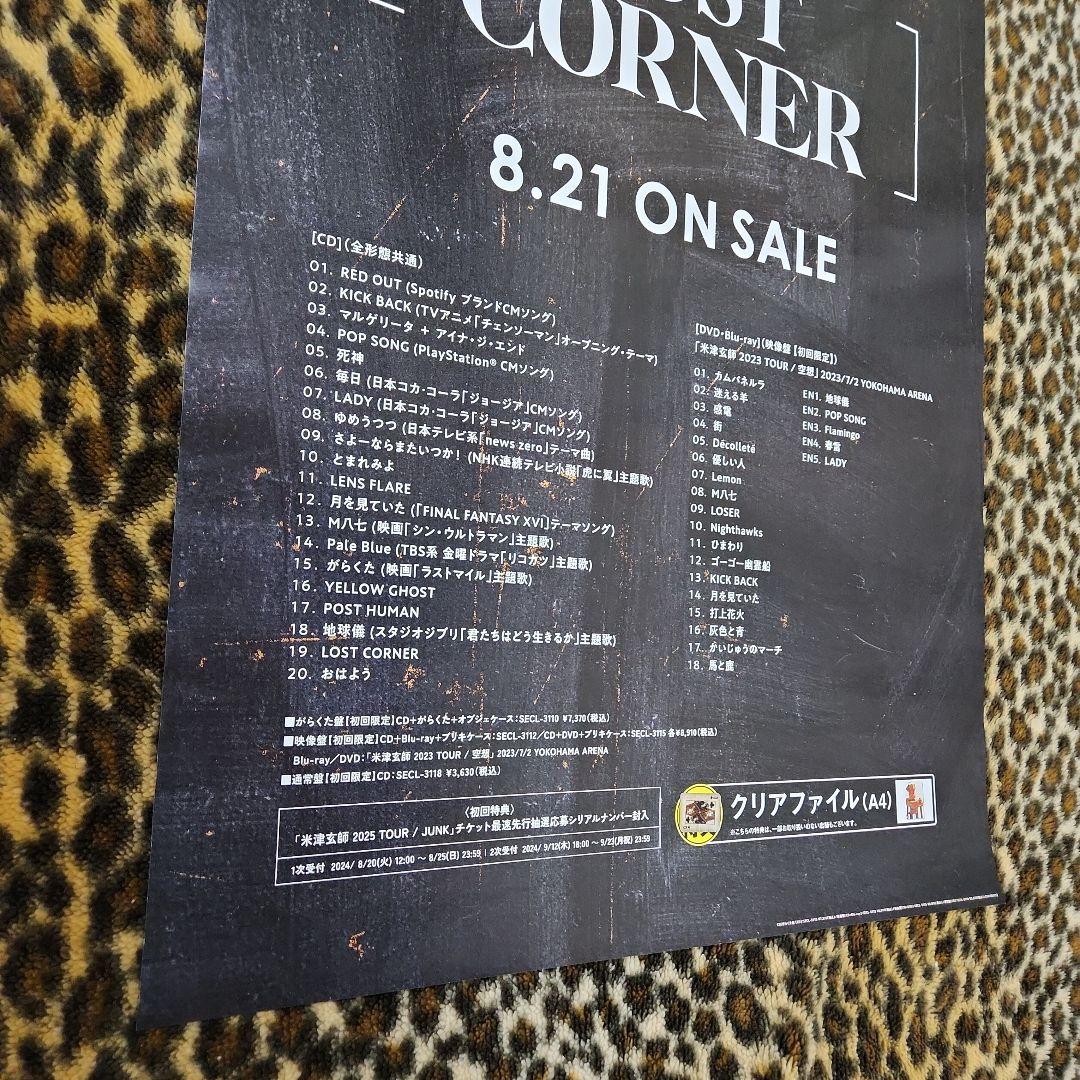 CORNER
8.21 ON SALE
[CD](全形態共通)
01. RED OUT (Spotify ブランドCMソング)
02. KICK BACK (TVアニメ「チェンソーマン」オープニング・テーマ)
03. マルゲリータ + アイナ・ジ・エンド
04. POP SONG (PlayStation® CMソング)
05. 死神
06. 毎日 (日本コカ・コーラ「ジョージア」CMソング)
07. LADY (日本コカ・コーラ「ジョージア」CMソング)
08. ゆめうつつ (日本テレビ系「news zero」テーマ曲)
09. さよーならまたいつか! (NHK連続テレビ小説「虎に翼」主題歌)
10. とまれみよ
11. LENS FLARE
12. 月を見ていた (「FINAL FANTASY XVI」テーマソング)
13. M八七 (映画「シン・ウルトラマン」主題歌)
14. Pale Blue (TBS系 金曜ドラマ「リコカツ」主題歌)
15. がらくた (映画「ラストマイル」主題歌)
16. YELLOW GHOST
17. POST HUMAN
18. 地球儀 (スタジオジブリ「君たちはどう生きるか」主題歌)
19. LOST CORNER
20. おはよう
[DVD・Blu-ray](映像盤【初回限定】)
「米津玄師 2023 TOUR / 空想」2023/7/2 YOKOHAMA ARENA
01. カムパネルラ
02. 迷える羊
03. 感電
04. 街
05. Décolleté
06. 優しい人
07. Lemon
08. M八七
09. LOSER
10. Nighthawks
11. ひまわり
12. ゴーゴー幽霊船
13. KICK BACK
14. 月を見ていた
15. 打上花火
16. 灰色と青
17. かいじゅうのマーチ
18. 馬と鹿
EN1. 地球儀
EN2. POP SONG
EN3. Flamingo
EN4. 春雷
EN5. LADY
■がらくた盤【初回限定】CD+がらくた+オブジェケース:SECL-3110 ¥7,370(税込)
■映像盤【初回限定】CD+Blu-ray+ブリキケース:SECL-3112/CD+DVD+ブリキケース:SECL-3115 各¥8,910(税込)
Blu-ray/DVD:「米津玄師 2023 TOUR / 空想」2023/7/2 YOKOHAMA ARENA
■通常盤【初回限定】CD:SECL-3118 ¥3,630(税込)
〈初回特典〉
「米津玄師 2025 TOUR / JUNK」チケット最速先行抽選応募シリアルナンバー封入
1次受付 2024/ 8/20(火) 12:00 ～ 8/25(日) 23:59 | 2次受付 2024/ 9/12(木) 18:00 ～ 9/23(月祝) 23:59
クリアファイル(A4)
※こちらの特典は、一部お取り扱いのない店舗もございます。